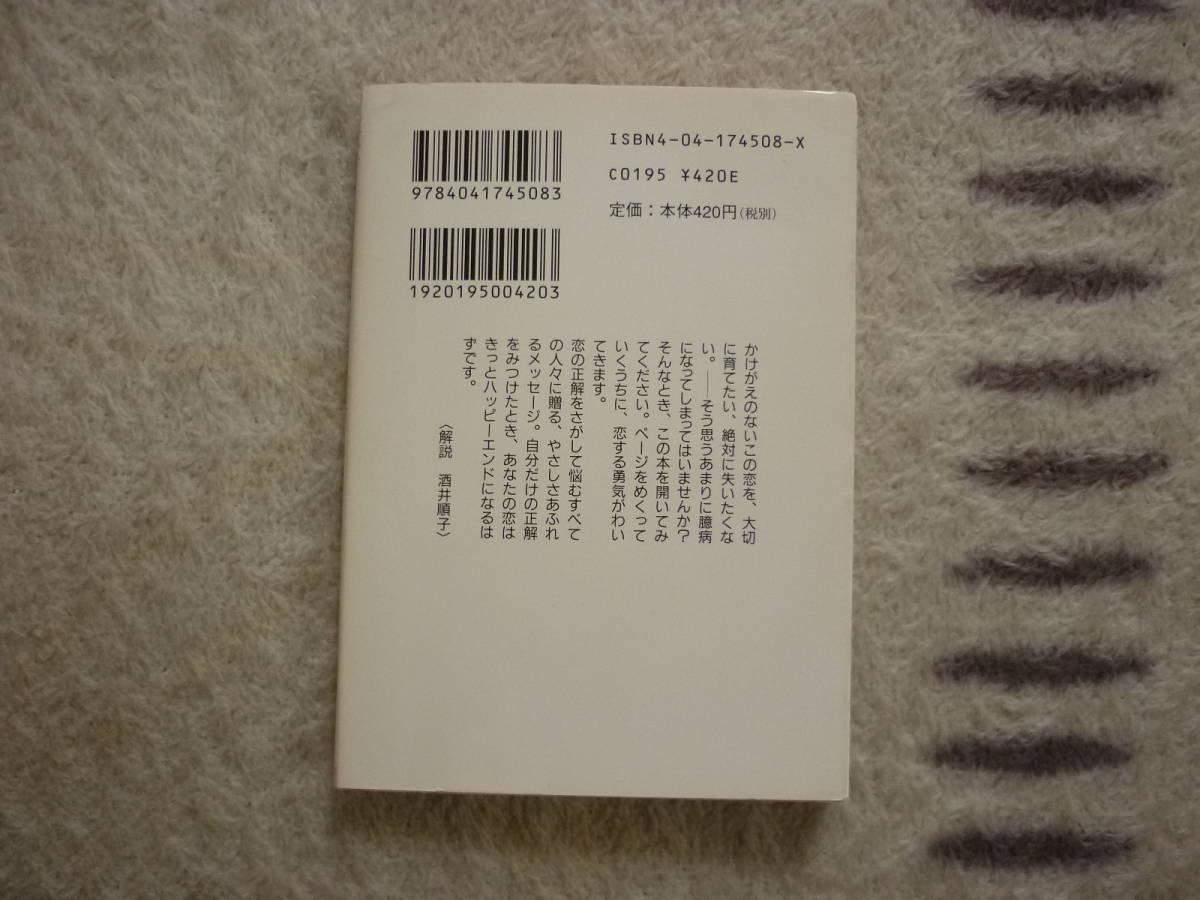 9784041745083
ISBN4-04-174508-X
C0195 ¥420E
定価：本体420円（税別）
1920195004203
かけがえのないこの恋を、大切
に育てたい、絶対に失いたくな
い。――そう思うあまりに臆病
になってしまってはいませんか？
そんなとき、この本を開いてみ
てください。ページをめくって
いくうちに、恋する勇気がわい
てきます。
恋の正解をさがして悩むすべて
の人々に贈る、やさしさあふれ
るメッセージ。自分だけの正解
をみつけたとき、あなたの恋は
きっとハッピーエンドになるは
ずです。
〈解説　酒井順子〉